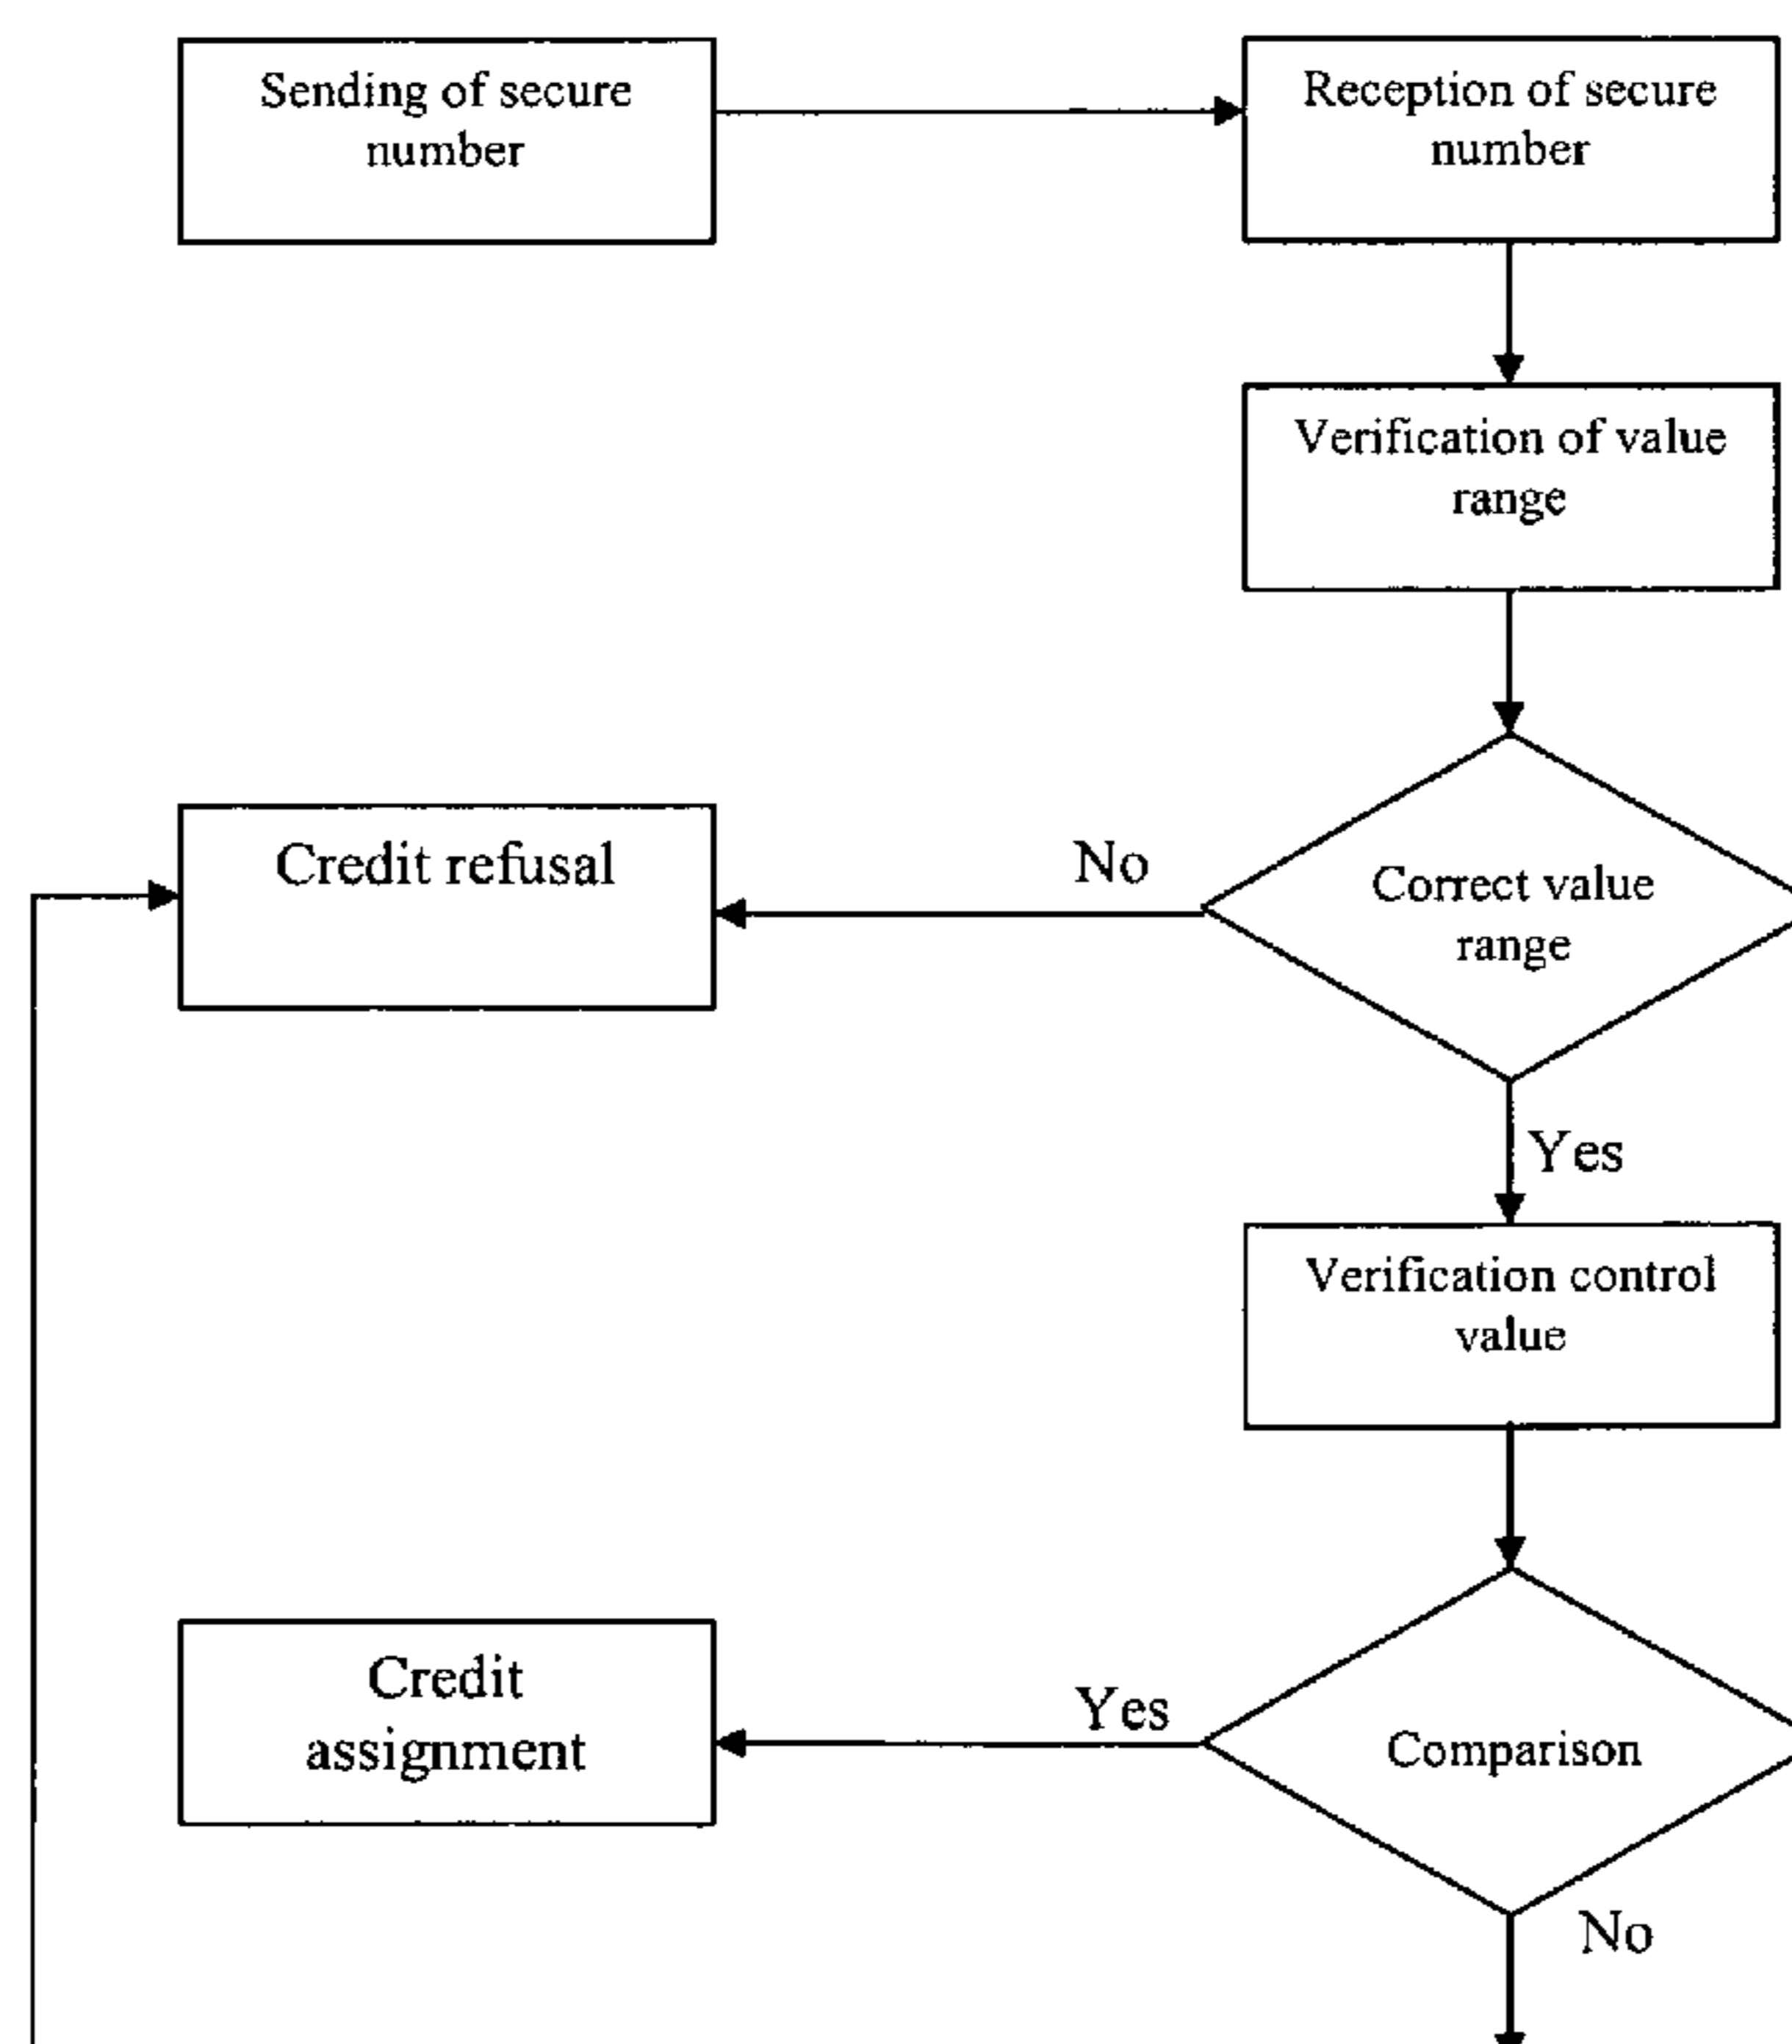 Sending of secure
number
Reception of secure
number
Verification of value
range
Credit refusal
No
Correct value
range
Yes
Verification control
value
Credit
assignment
Yes
Comparison
No